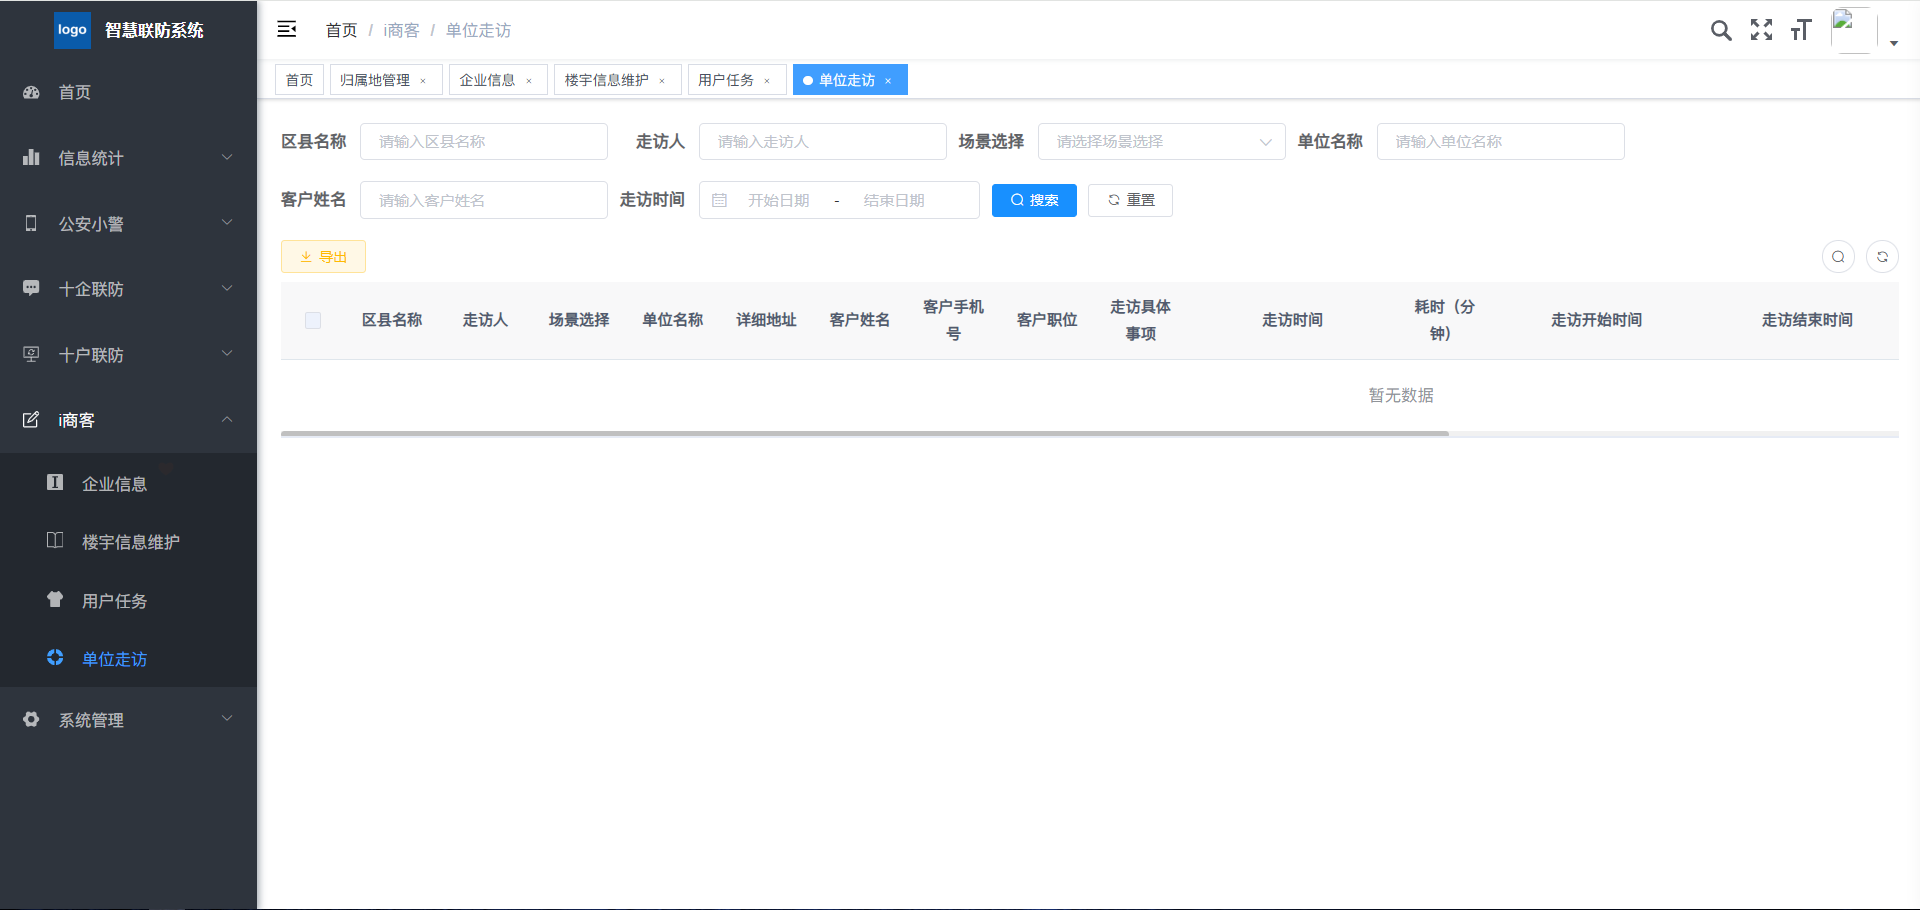 logo 智慧联防系统
首页
信息统计
公安小警
十企联防
十户联防
i商客
企业信息
楼宇信息维护
用户任务
单位走访
系统管理
首页 / i商客 / 单位走访
首页 归属地管理 × 企业信息 × 楼宇信息维护 × 用户任务 × 单位走访 ×
区县名称 请输入区县名称 走访人 请输入走访人 场景选择 请选择场景选择 单位名称 请输入单位名称
客户姓名 请输入客户姓名 走访时间 开始日期 - 结束日期 搜索 重置
导出
区县名称 走访人 场景选择 单位名称 详细地址 客户姓名 客户手机号 客户职位 走访具体事项 走访时间 耗时（分钟） 走访开始时间 走访结束时间
暂无数据